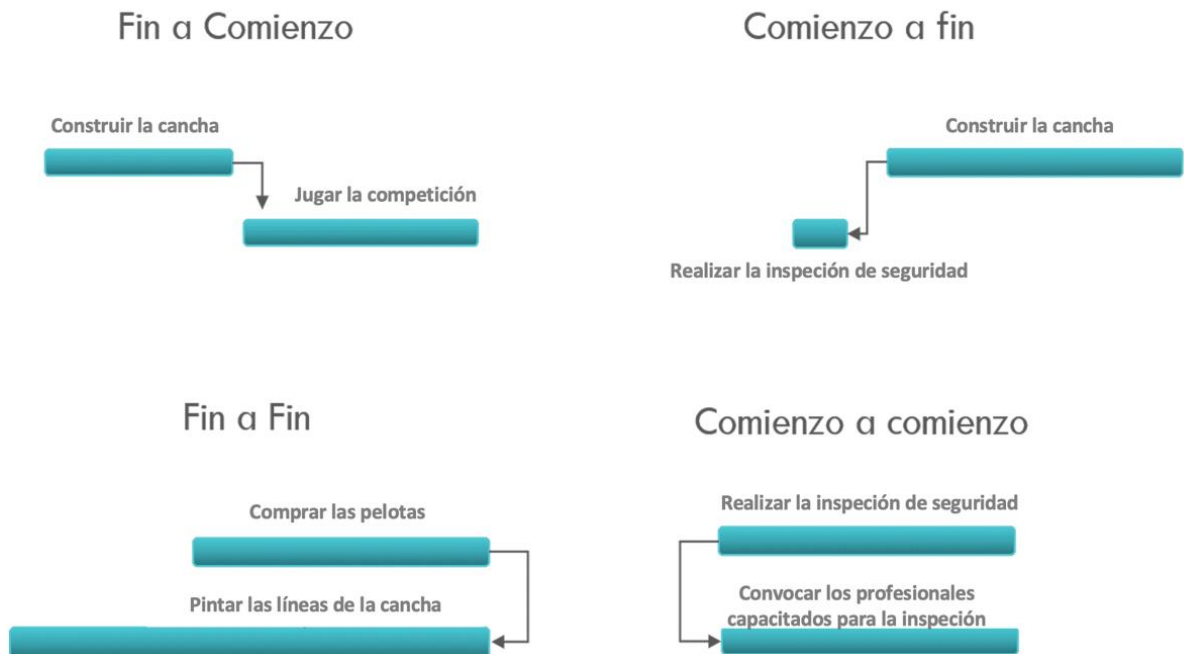 Fin a Comienzo
Construir la cancha
Jugar la competición
Comienzo a fin
Construir la cancha
Realizar la inspeción de seguridad
Fin a Fin
Comprar las pelotas
Pintar las líneas de la cancha
Comienzo a comienzo
Realizar la inspeción de seguridad
Convocar los profesionales
capacitados para la inspeción